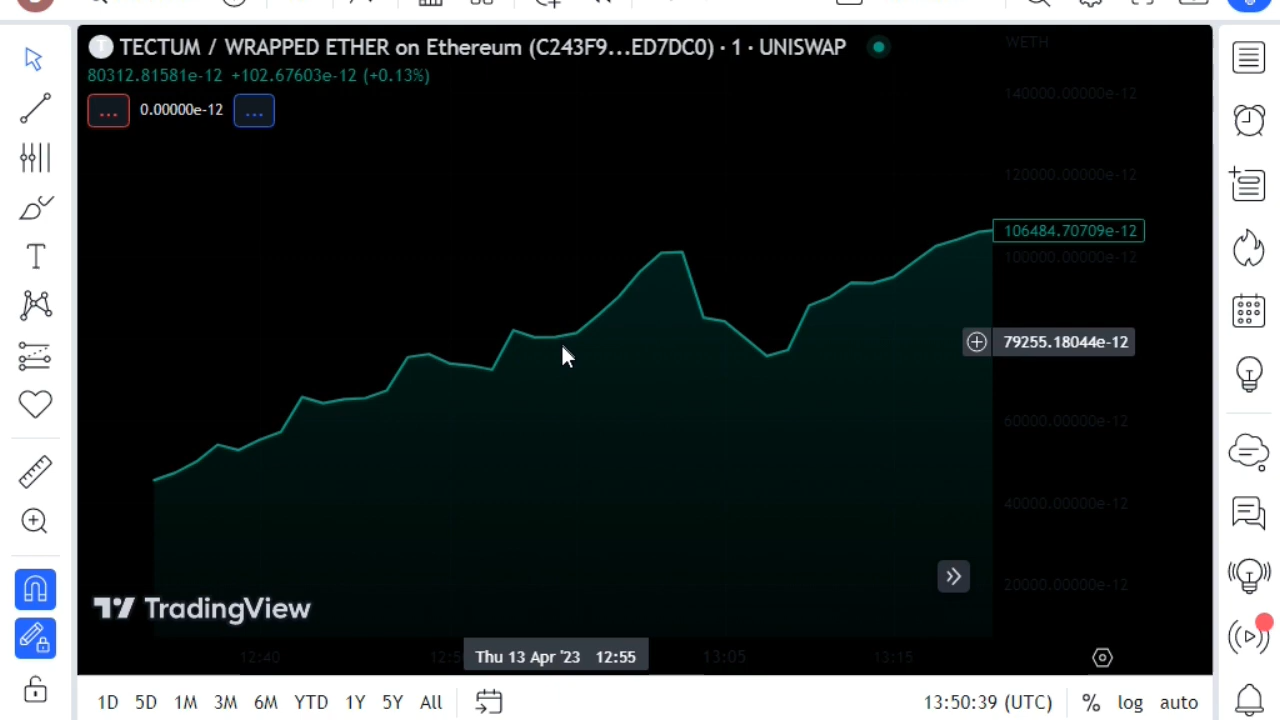 TECTUM / WRAPPED ETHER on Ethereum (C243F9...ED7DC0) · 1 · UNISWAP
WETH
80312.81581e-12 +102.67603e-12 (+0.13%)
... 0.00000e-12 ...
140000.00000e-12
120000.00000e-12
106484.70709e-12
100000.00000e-12
79255.18044e-12
60000.00000e-12
40000.00000e-12
20000.00000e-12
TradingView
12:40 Thu 13 Apr '23 12:55 13:05 13:15
1D 5D 1M 3M 6M YTD 1Y 5Y All 13:50:39 (UTC) % log auto